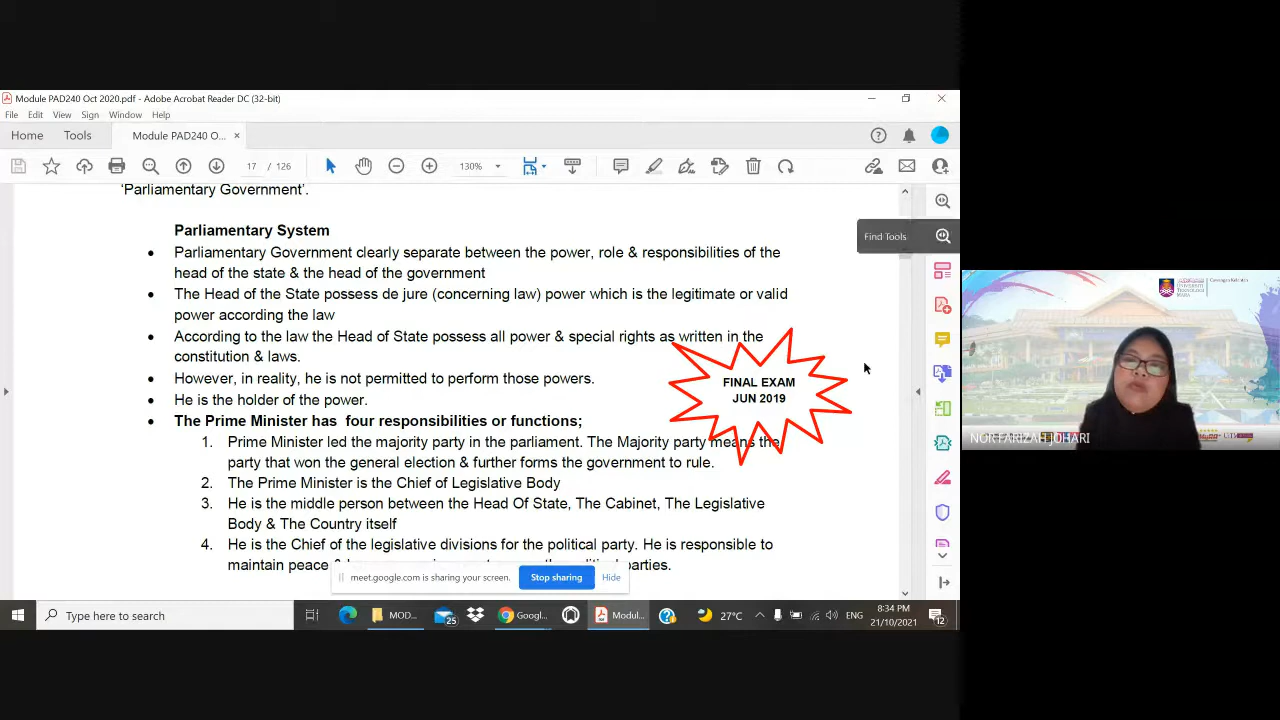 Module PAD240 Oct 2020.pdf - Adobe Acrobat Reader DC (32-bit)
File Edit View Sign Window Help
Home Tools Module PAD240 O... ×
17 / 126 130%
'Parliamentary Government'.
Parliamentary System
• Parliamentary Government clearly separate between the power, role & responsibilities of the
head of the state & the head of the government
• The Head of the State possess de jure (concerning law) power which is the legitimate or valid
power according the law
• According to the law the Head of State possess all power & special rights as written in the
constitution & laws.
• However, in reality, he is not permitted to perform those powers.
• He is the holder of the power.
• The Prime Minister has four responsibilities or functions;
1. Prime Minister led the majority party in the parliament. The Majority party means the
party that won the general election & further forms the government to rule.
2. The Prime Minister is the Chief of Legislative Body
3. He is the middle person between the Head Of State, The Cabinet, The Legislative
Body & The Country itself
4. He is the Chief of the legislative divisions for the political party. He is responsible to
maintain peace &
parties.
FINAL EXAM
JUN 2019
Find Tools
meet.google.com is sharing your screen. Stop sharing Hide
Type here to search
MOD...
25
Googl...
Modul...
27°C
ENG
8:34 PM
21/10/2021
12
UNIVERSITI
TEKNOLOGI
MARA
NOR FARIZAH JOHARI